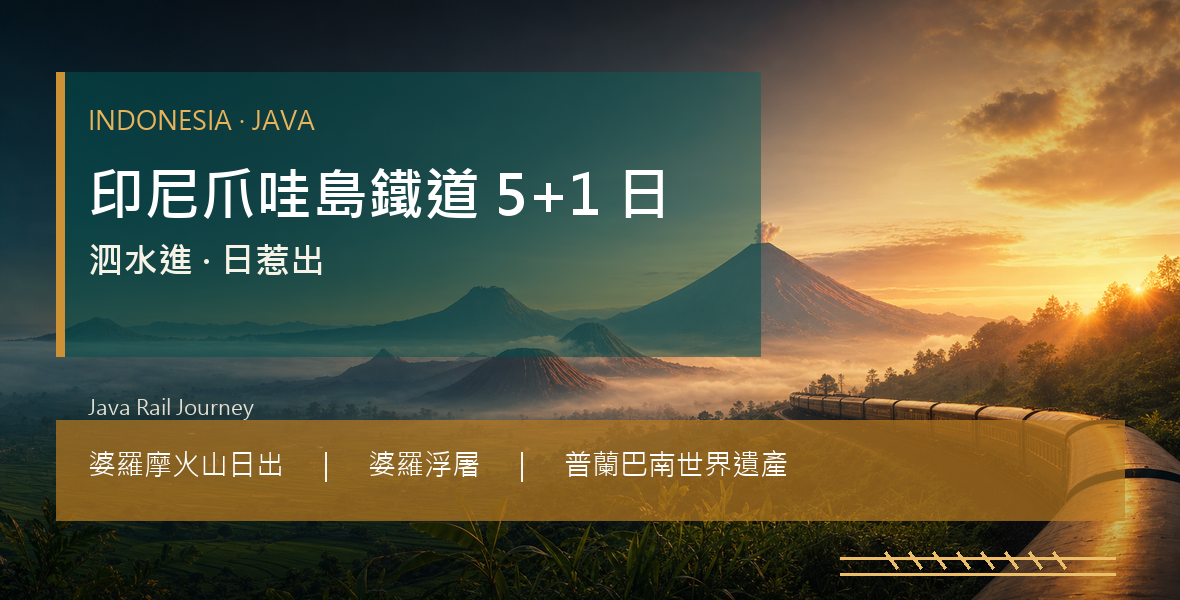 INDONESIA · JAVA
印尼爪哇島鐵道 5+1 日
泗水進 · 日惹出
Java Rail Journey
婆羅摩火山日出 | 婆羅浮屠 | 普蘭巴南世界遺產